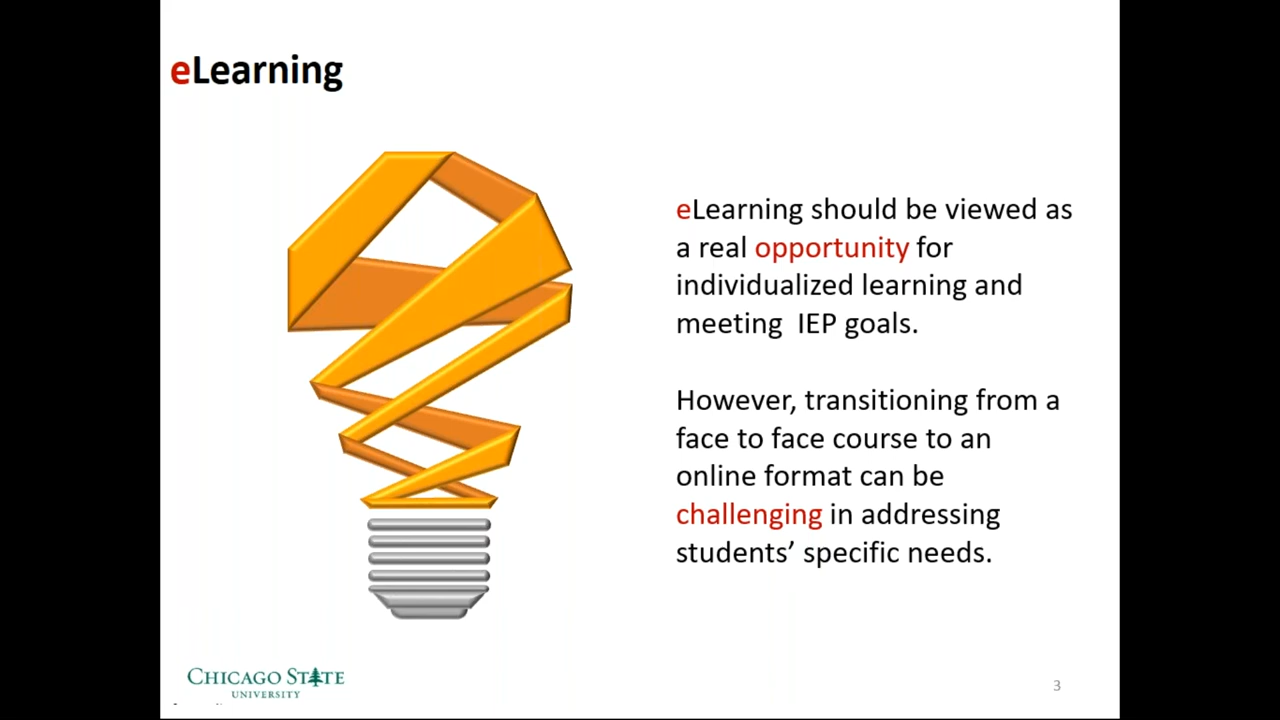 eLearning
eLearning should be viewed as
a real opportunity for
individualized learning and
meeting IEP goals.
However, transitioning from a
face to face course to an
online format can be
challenging in addressing
students’ specific needs.
CHICAGO STATE
UNIVERSITY
3